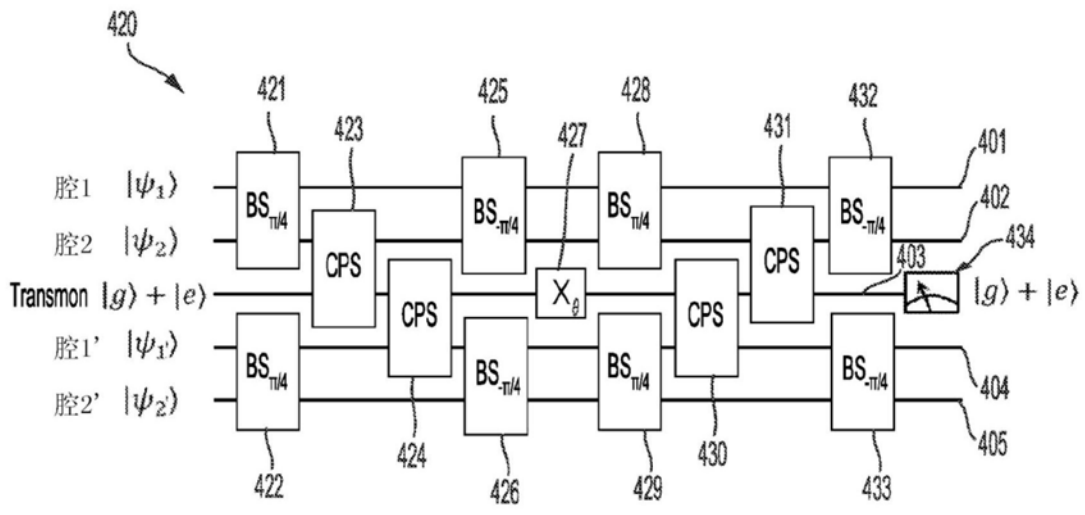 420
421
425
428
432
423
427
431
401
腔1 |ψ₁⟩
BS_π/4
BS_-π/4
BS_π/4
BS_-π/4
402
腔2 |ψ₂⟩
CPS
CPS
403
434
Transmon |g⟩ + |e⟩
CPS
X_θ
CPS
|g⟩ + |e⟩
腔1' |ψ₁'⟩
BS_π/4
BS_-π/4
BS_π/4
BS_-π/4
404
腔2' |ψ₂'⟩
405
424
430
422
426
429
433